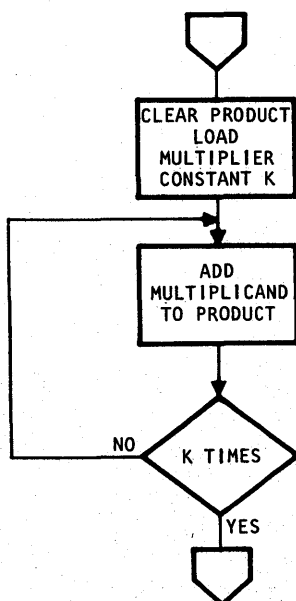 CLEAR PRODUCT
LOAD
MULTIPLIER
CONSTANT K
ADD
MULTIPLICAND
TO PRODUCT
NO
K TIMES
YES